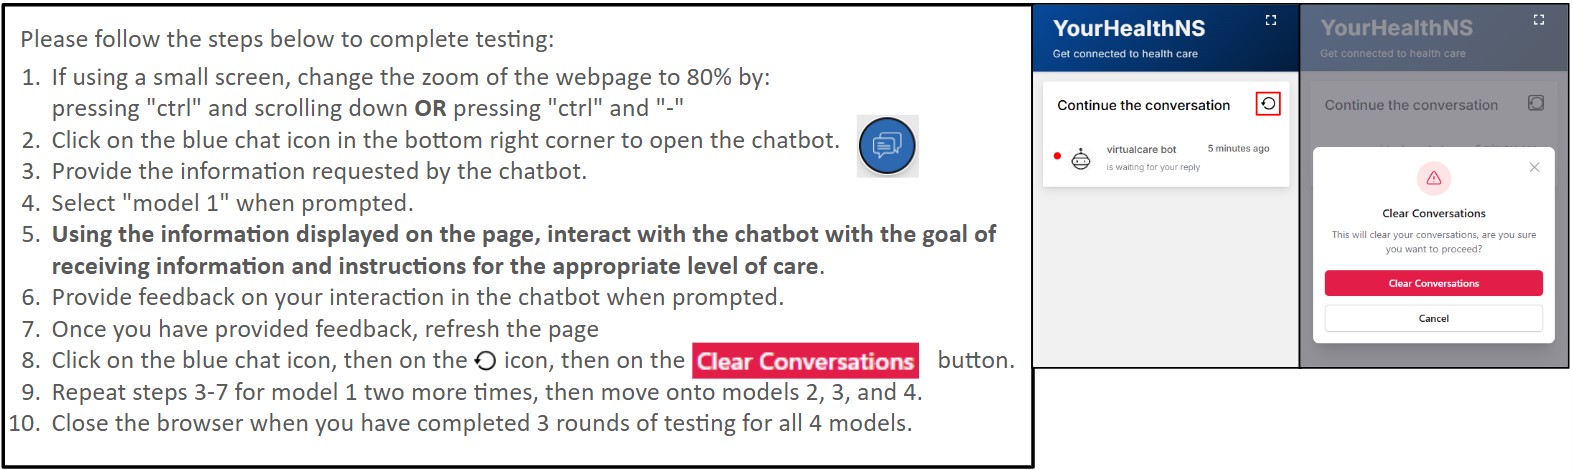 Please follow the steps below to complete testing:
1. If using a small screen, change the zoom of the webpage to 80% by:
pressing "ctrl" and scrolling down OR pressing "ctrl" and "-"
2. Click on the blue chat icon in the bottom right corner to open the chatbot.
3. Provide the information requested by the chatbot.
4. Select "model 1" when prompted.
5. Using the information displayed on the page, interact with the chatbot with the goal of
receiving information and instructions for the appropriate level of care.
6. Provide feedback on your interaction in the chatbot when prompted.
7. Once you have provided feedback, refresh the page
8. Click on the blue chat icon, then on the icon, then on the Clear Conversations button.
9. Repeat steps 3-7 for model 1 two more times, then move onto models 2, 3, and 4.
10. Close the browser when you have completed 3 rounds of testing for all 4 models.
YourHealthNS
Get connected to health care
Continue the conversation
virtualcare bot 5 minutes ago
is waiting for your reply
YourHealthNS
Get connected to health care
Continue the conversation
Clear Conversations
This will clear your conversations, are you sure
you want to proceed?
Clear Conversations
Cancel